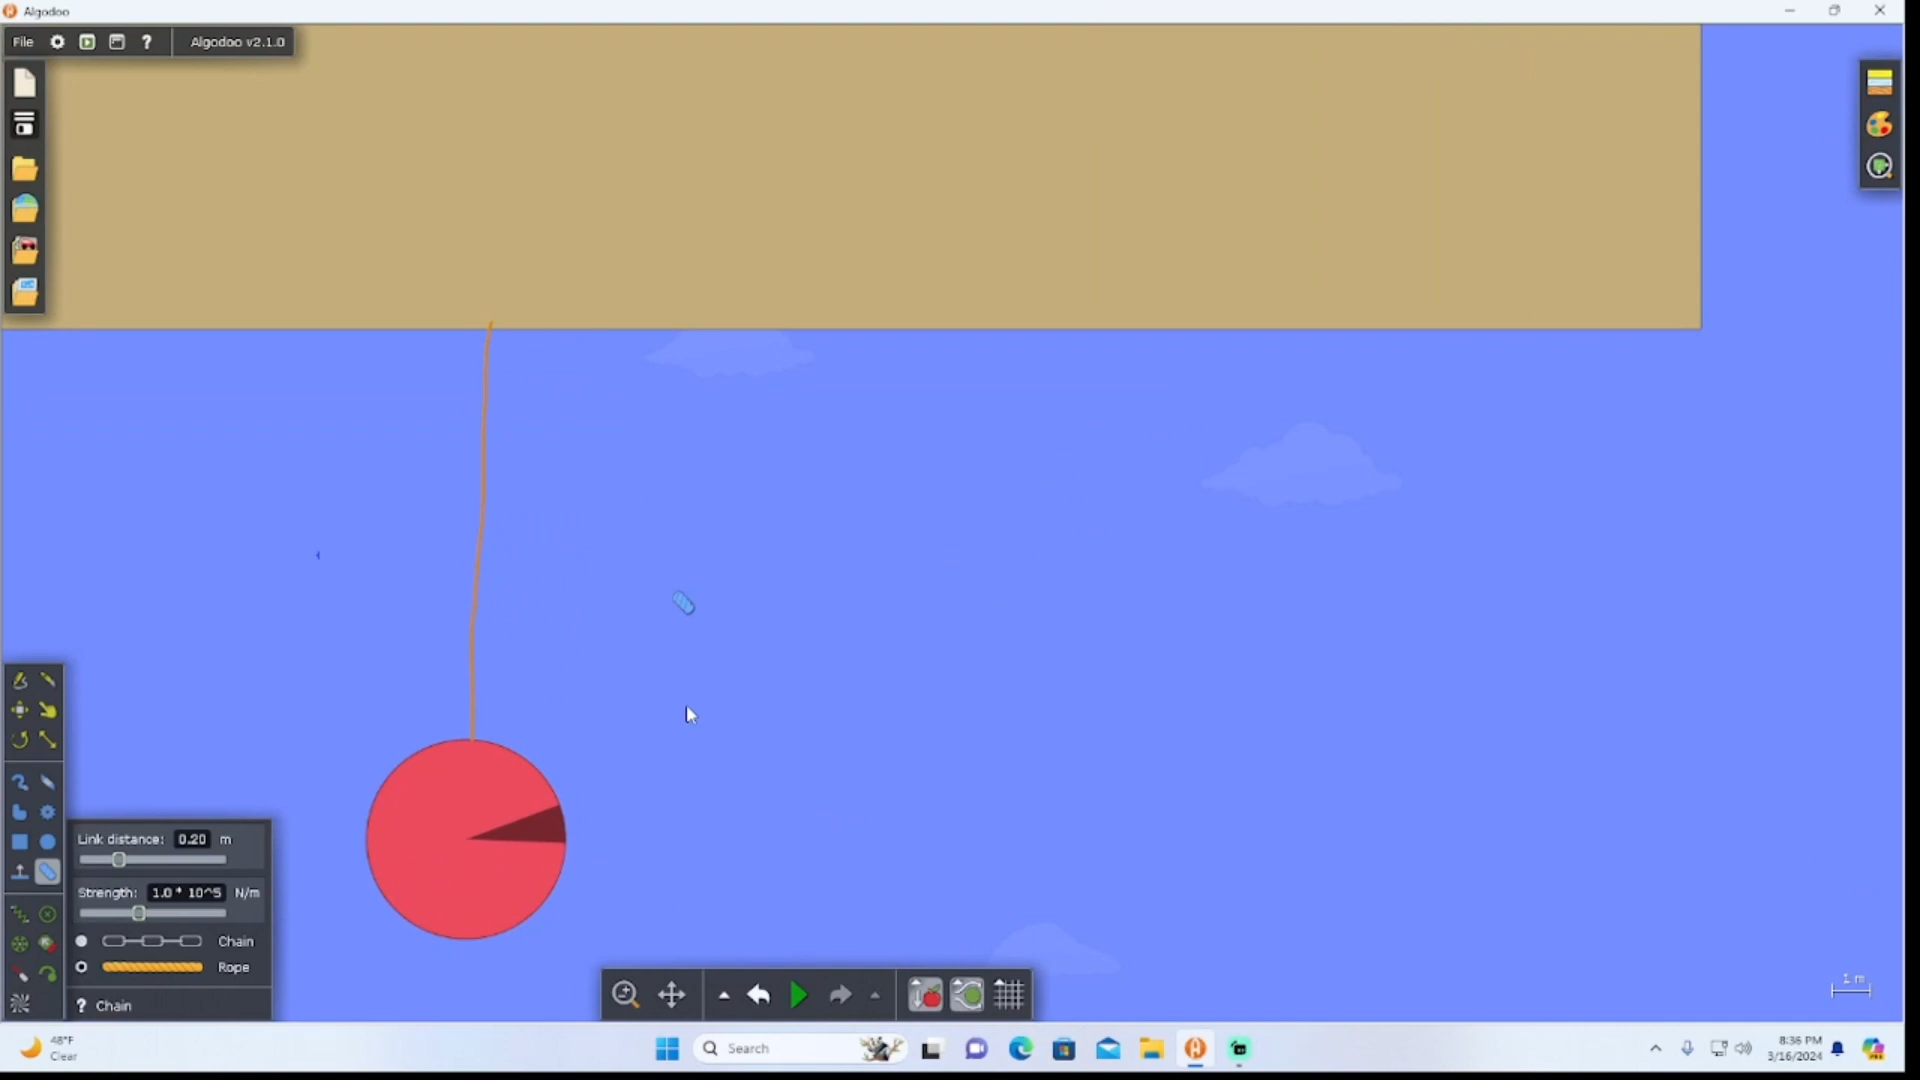 Algodoo
File ? Algodoo v2.1.0
Link distance: 0.20 m
Strength: 1.0 * 10^5 N/m
Chain
Rope
? Chain
1 m
48°F
Clear
Search
8:36 PM
3/16/2024